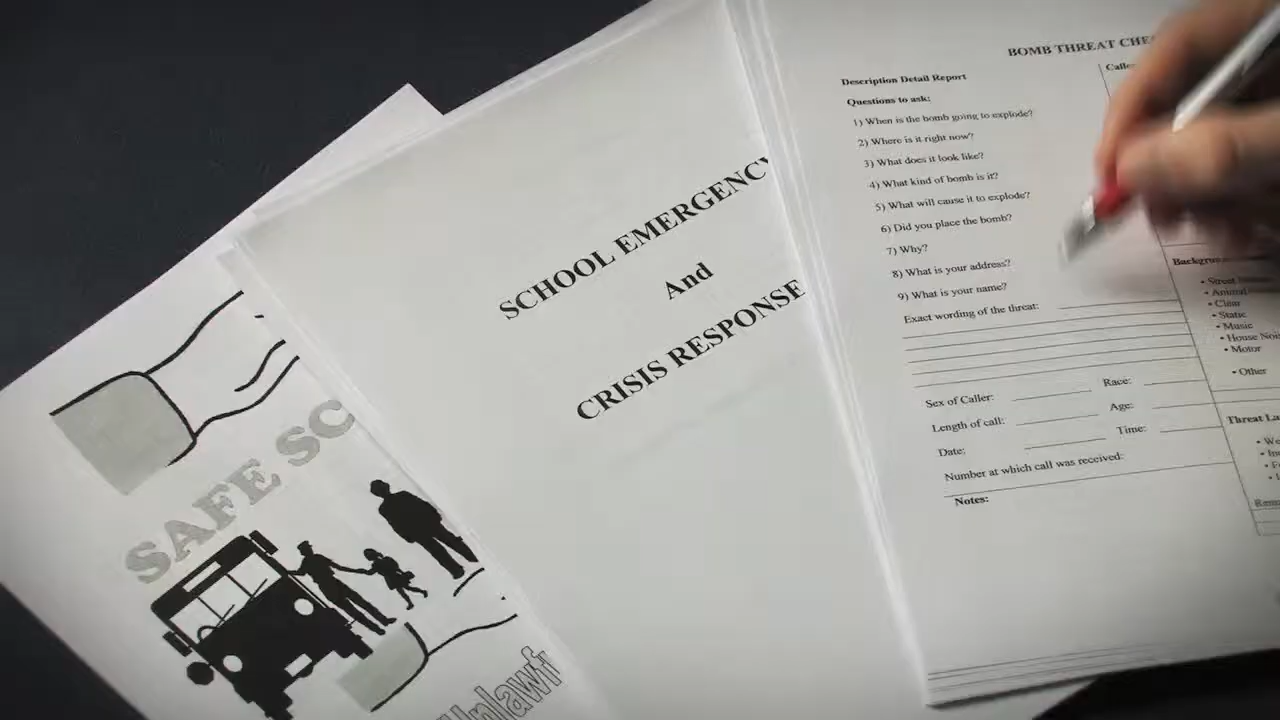 SAFE SC
Unlawf
SCHOOL EMERGENCY
And
CRISIS RESPONSE
BOMB THREAT CHE
Description Detail Report
Questions to ask:
1) When is the bomb going to explode?
2) Where is it right now?
3) What does it look like?
4) What kind of bomb is it?
5) What will cause it to explode?
6) Did you place the bomb?
7) Why?
8) What is your address?
9) What is your name?
Exact wording of the threat:
Sex of Caller: Race:
Length of call: Age:
Date: Time:
Number at which call was received:
Notes:
Calle
Backgroun
• Street
• Animal
• Clear
• Static
• Music
• House Noi
• Motor
• Other
Threat La
• We